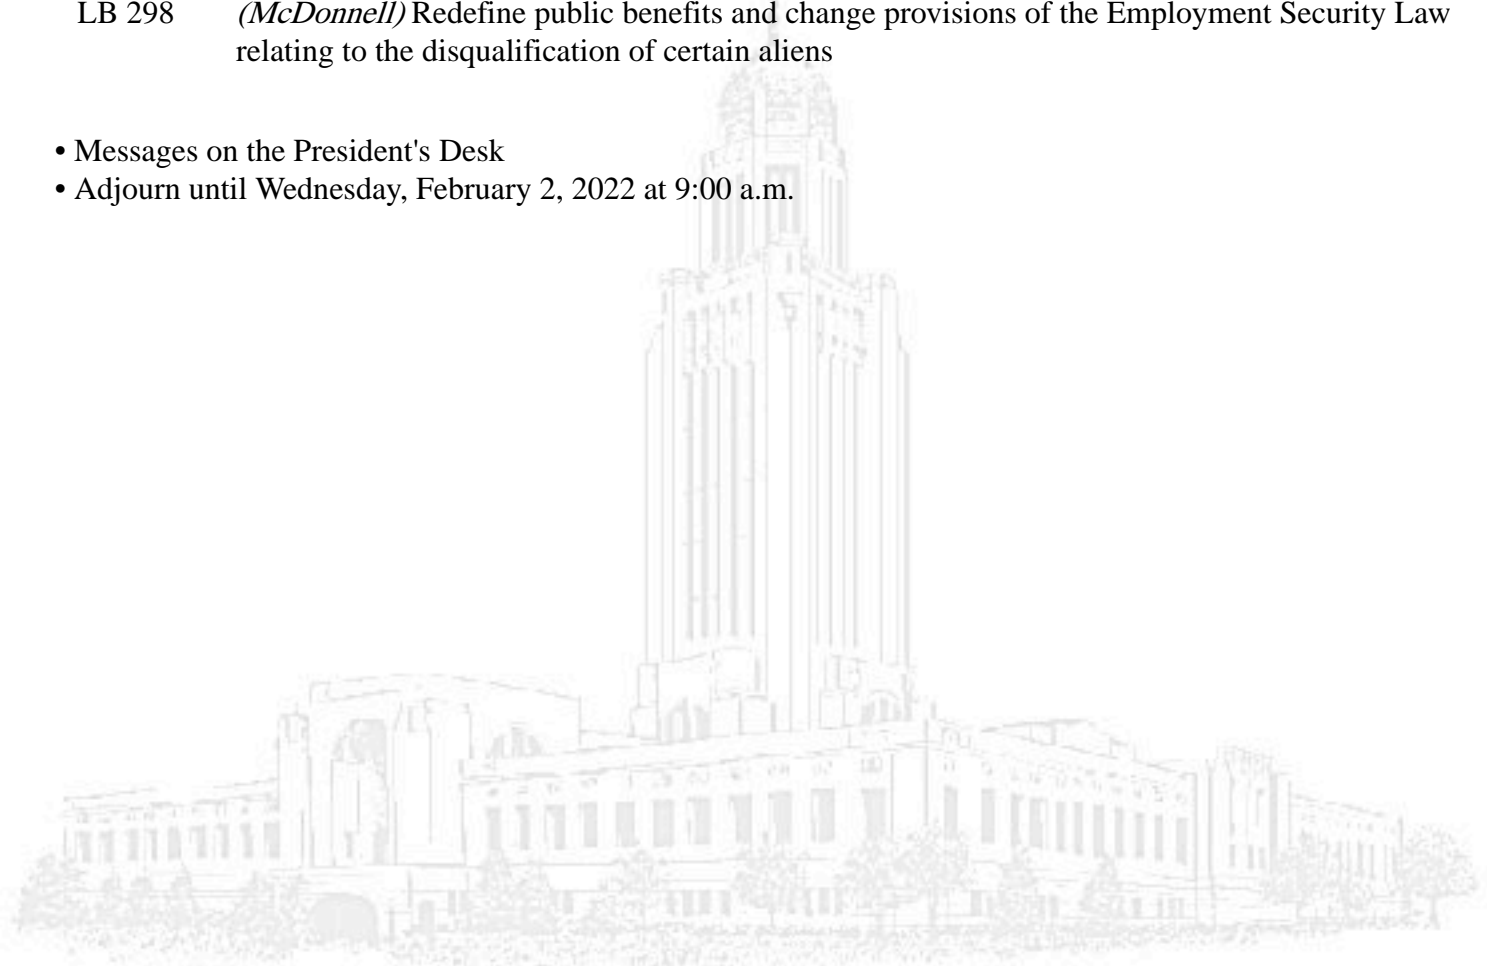 LB 298 (McDonnell) Redefine public benefits and change provisions of the Employment Security Law
relating to the disqualification of certain aliens
• Messages on the President's Desk
• Adjourn until Wednesday, February 2, 2022 at 9:00 a.m.